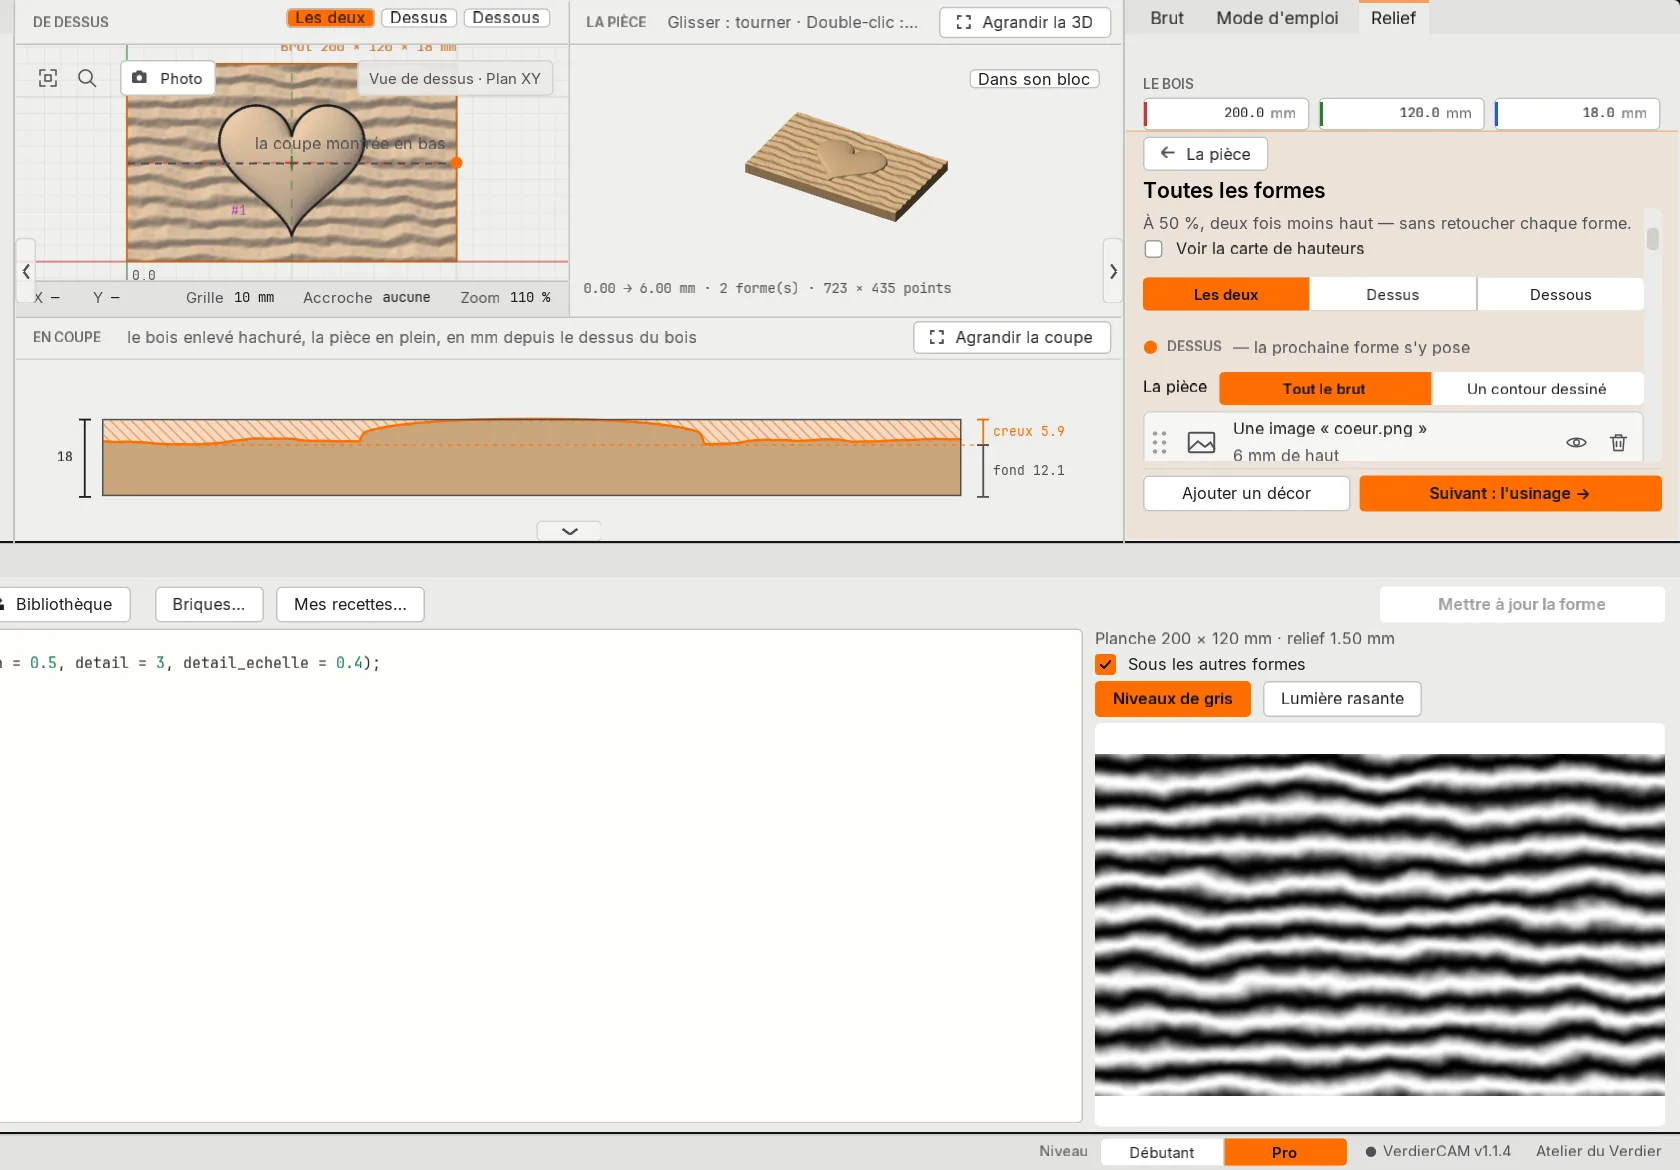 DE DESSUS
Les deux
Dessus
Dessous
Brut 200 × 120 × 18 mm
Photo
Vue de dessus · Plan XY
la coupe montrée en bas
#1
0.0
X –
Y –
Grille 10 mm
Accroche aucune
Zoom 110 %
LA PIÈCE
Glisser : tourner · Double-clic :...
Agrandir la 3D
Dans son bloc
0.00 → 6.00 mm · 2 forme(s) · 723 × 435 points
EN COUPE
le bois enlevé hachuré, la pièce en plein, en mm depuis le dessus du bois
Agrandir la coupe
18
creux 5.9
fond 12.1
Brut
Mode d'emploi
Relief
LE BOIS
200.0 mm
120.0 mm
18.0 mm
← La pièce
Toutes les formes
À 50 %, deux fois moins haut — sans retoucher chaque forme.
Voir la carte de hauteurs
Les deux
Dessus
Dessous
DESSUS — la prochaine forme s'y pose
La pièce
Tout le brut
Un contour dessiné
Une image « coeur.png »
6 mm de haut
Ajouter un décor
Suivant : l'usinage →
Bibliothèque
Briques...
Mes recettes...
Mettre à jour la forme
= 0.5, detail = 3, detail_echelle = 0.4);
Planche 200 × 120 mm · relief 1.50 mm
Sous les autres formes
Niveaux de gris
Lumière rasante
Niveau
Débutant
Pro
VerdierCAM v1.1.4
Atelier du Verdier